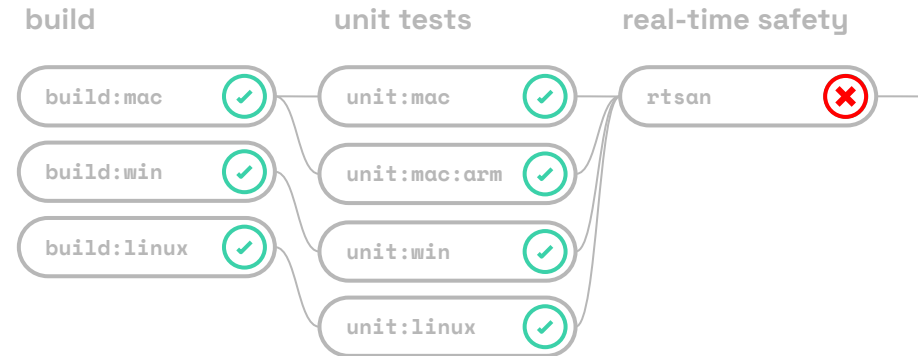 build
unit tests
real-time safety
build:mac
unit:mac
rtsan
build:win
unit:mac:arm
build:linux
unit:win
unit:linux